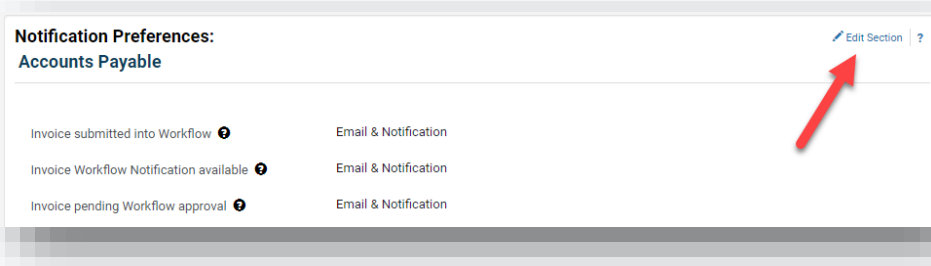 Notification Preferences:
Edit Section ?
Accounts Payable
Invoice submitted into Workflow ? Email & Notification
Invoice Workflow Notification available ? Email & Notification
Invoice pending Workflow approval ? Email & Notification